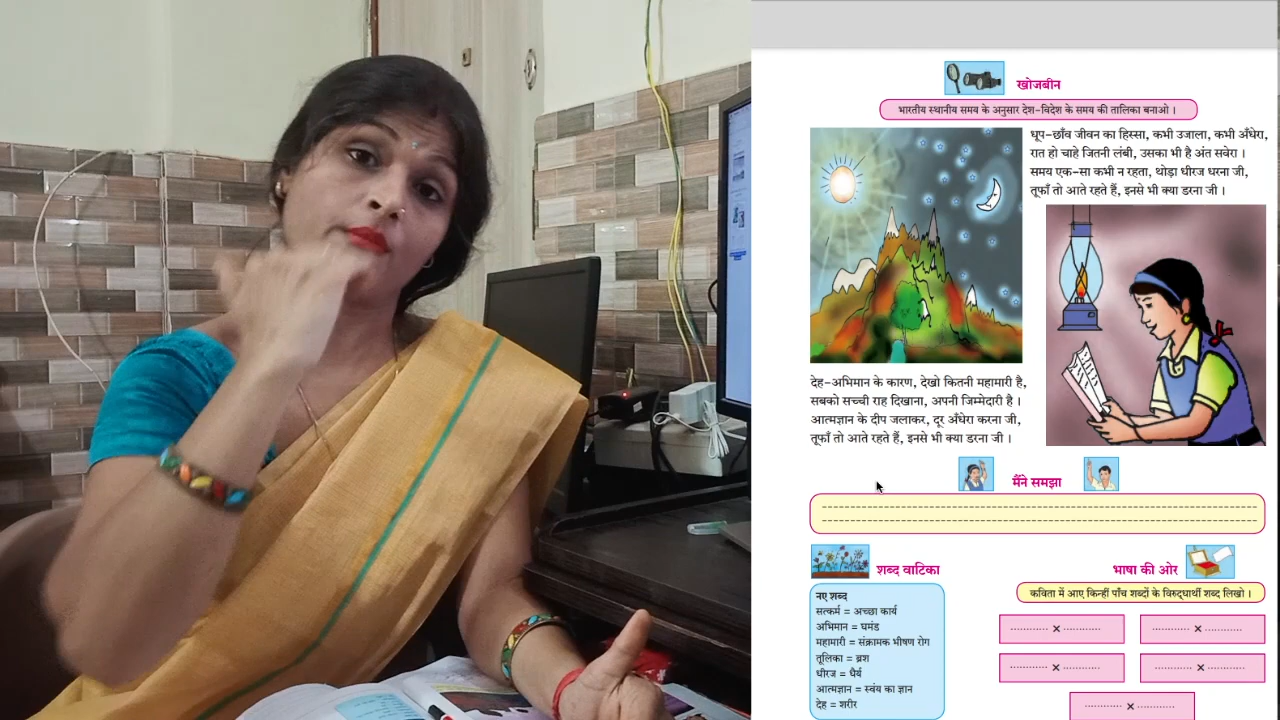 खोजबीन
भारतीय स्थानीय समय के अनुसार देश-विदेश के समय की तालिका बनाओ ।
धूप-छाँव जीवन का हिस्सा, कभी उजाला, कभी अँधेरा,
रात हो चाहे जितनी लंबी, उसका भी है अंत सवेरा ।
समय एक-सा कभी न रहता, थोड़ा धीरज धरना जी,
तूफाँ तो आते रहते हैं, इनसे भी क्या डरना जी ।
देह-अभिमान के कारण, देखो कितनी महामारी है,
सबको सच्ची राह दिखाना, अपनी जिम्मेदारी है ।
आत्मज्ञान के दीप जलाकर, दूर अँधेरा करना जी,
तूफाँ तो आते रहते हैं, इनसे भी क्या डरना जी ।
मैंने समझा
शब्द वाटिका
नए शब्द
सत्कर्म = अच्छा कार्य
अभिमान = घमंड
महामारी = संक्रामक भीषण रोग
तूलिका = ब्रश
धीरज = धैर्य
आत्मज्ञान = स्वंय का ज्ञान
देह = शरीर
भाषा की ओर
कविता में आए किन्हीं पाँच शब्दों के विरुद्धार्थी शब्द लिखो ।
............ × ............
............ × ............
............ × ............
............ × ............
............ × ............